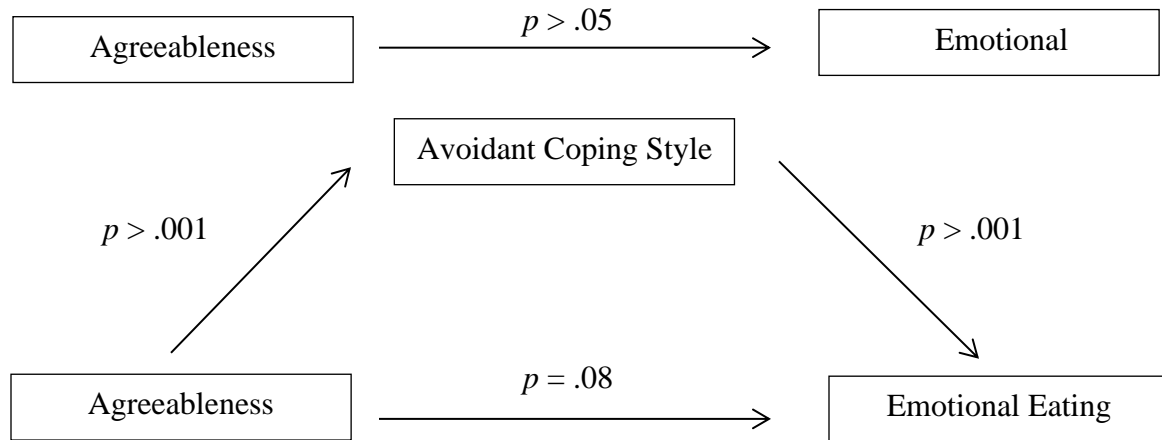 p > .05
Agreeableness
Emotional
Avoidant Coping Style
p > .001
p > .001
p = .08
Agreeableness
Emotional Eating